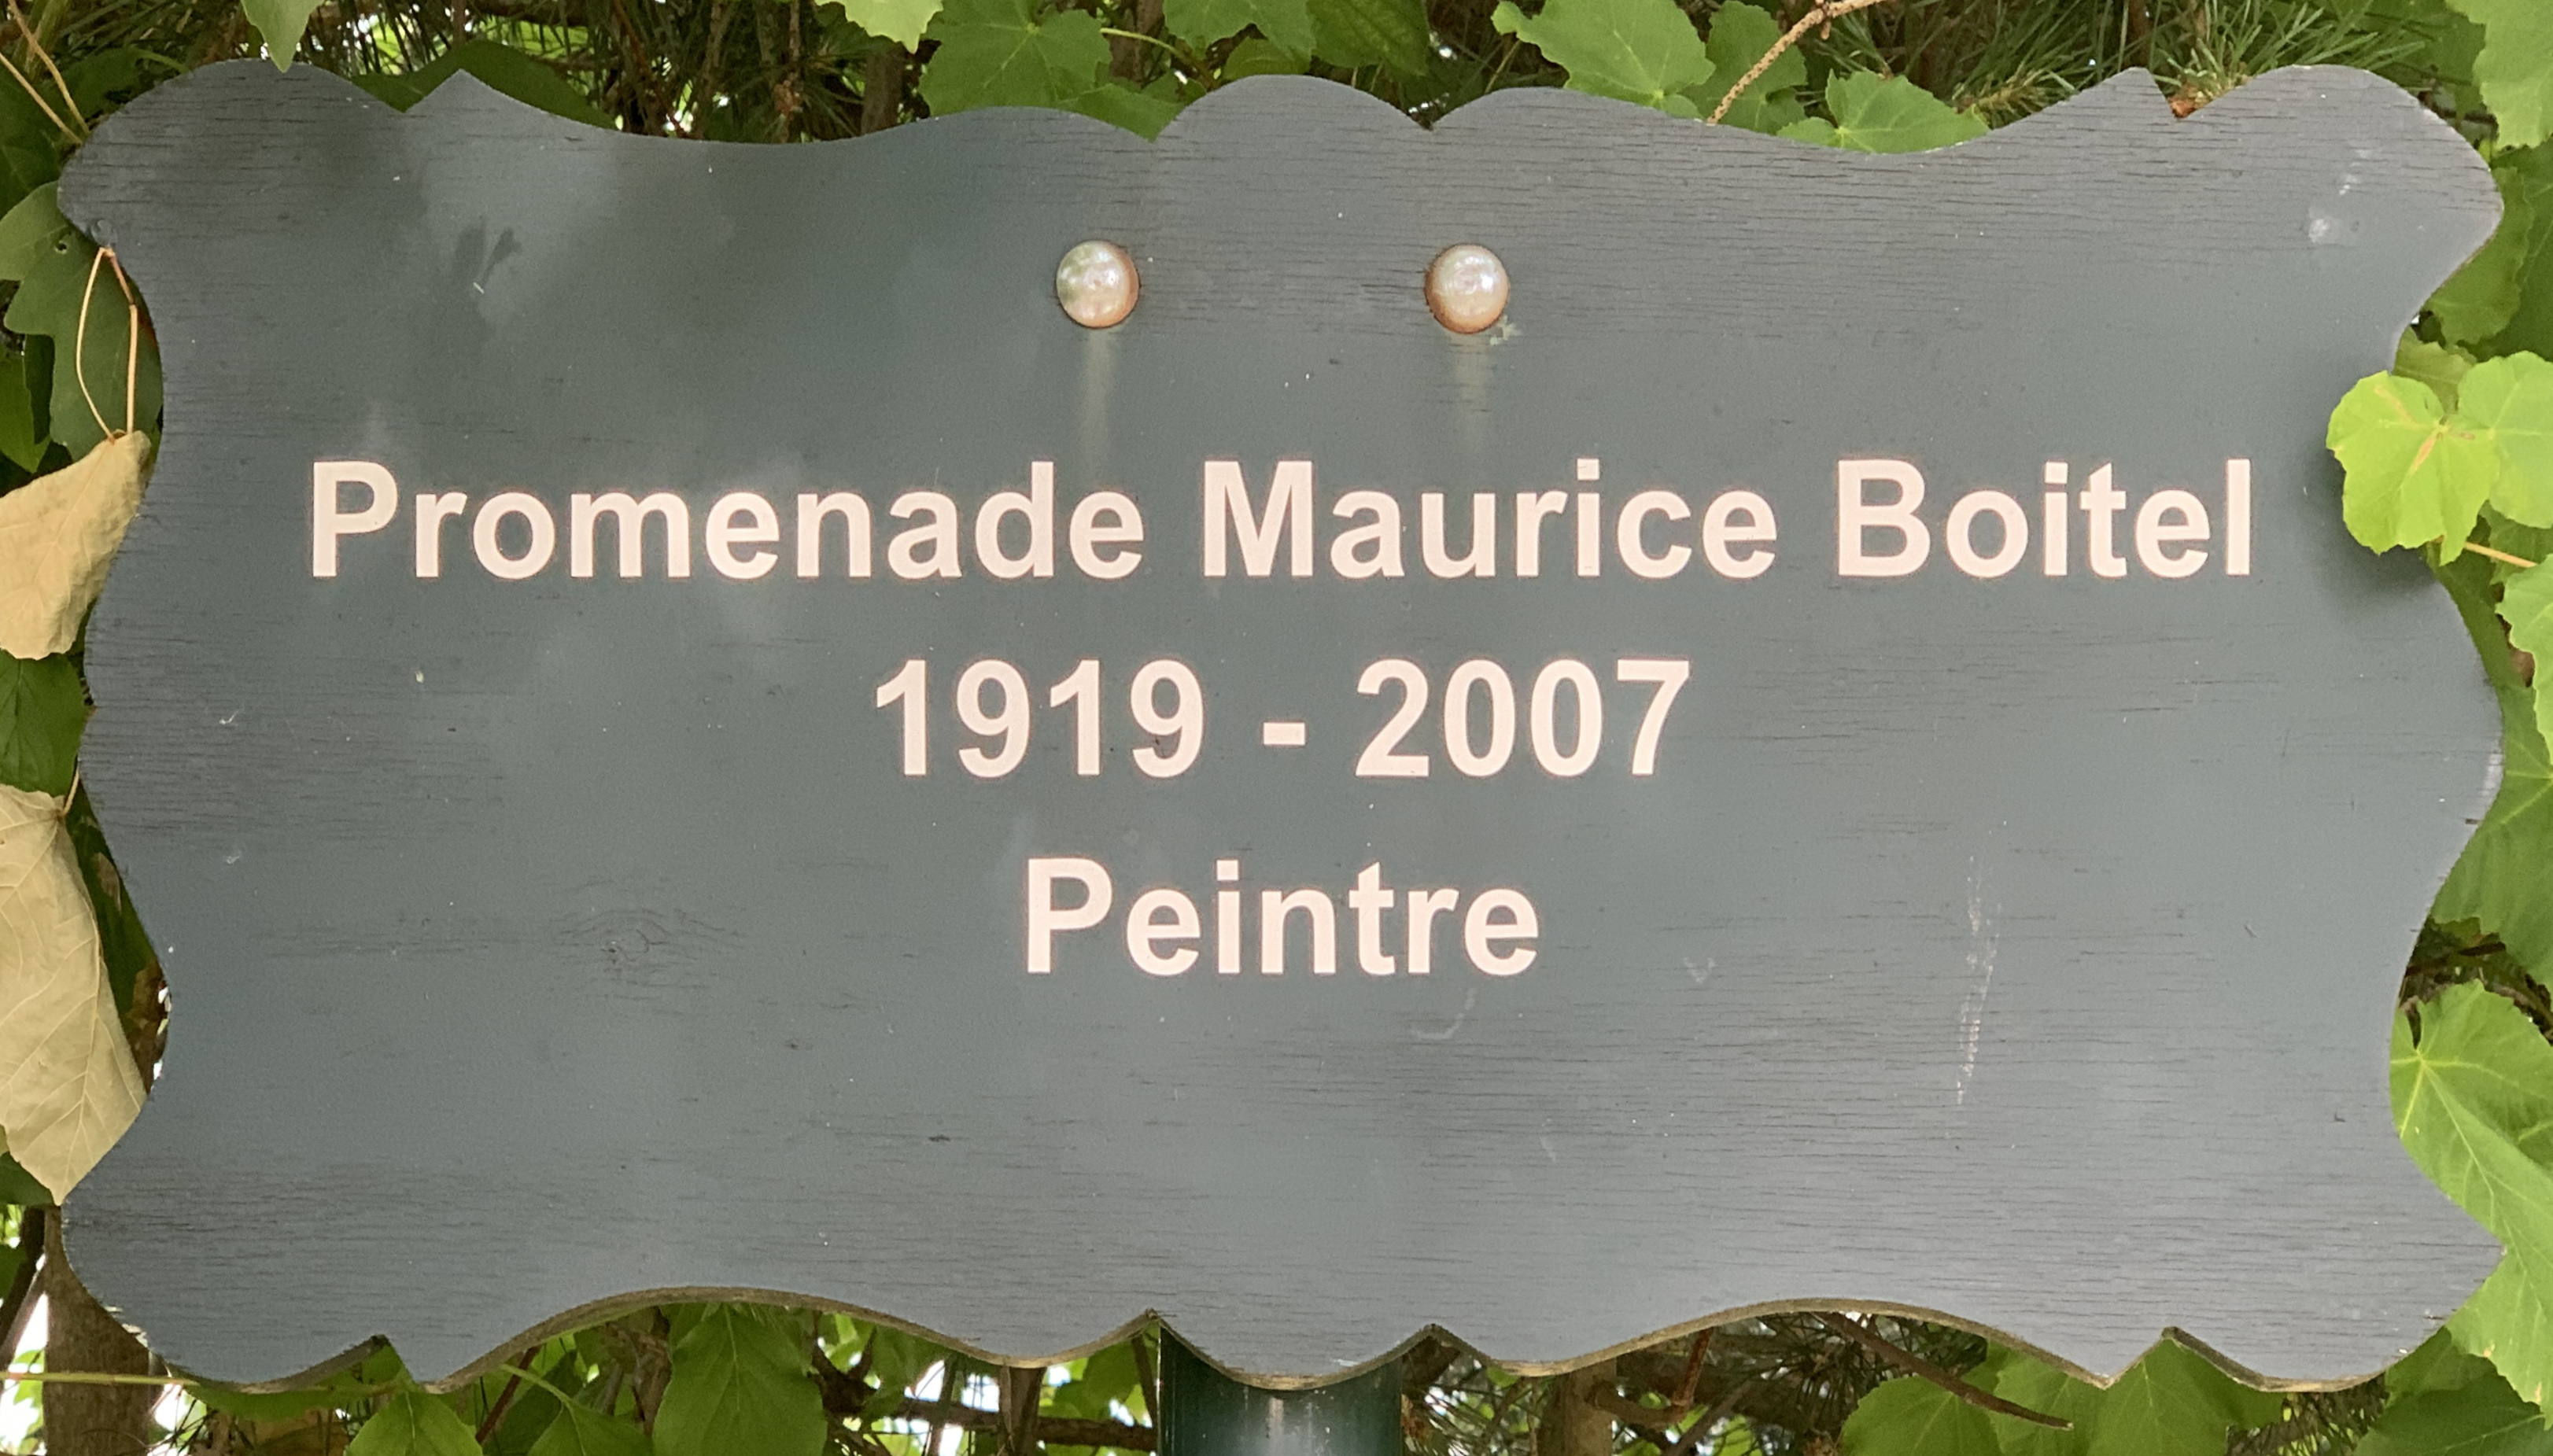 Promenade Maurice Boitel
1919 - 2007
Peintre